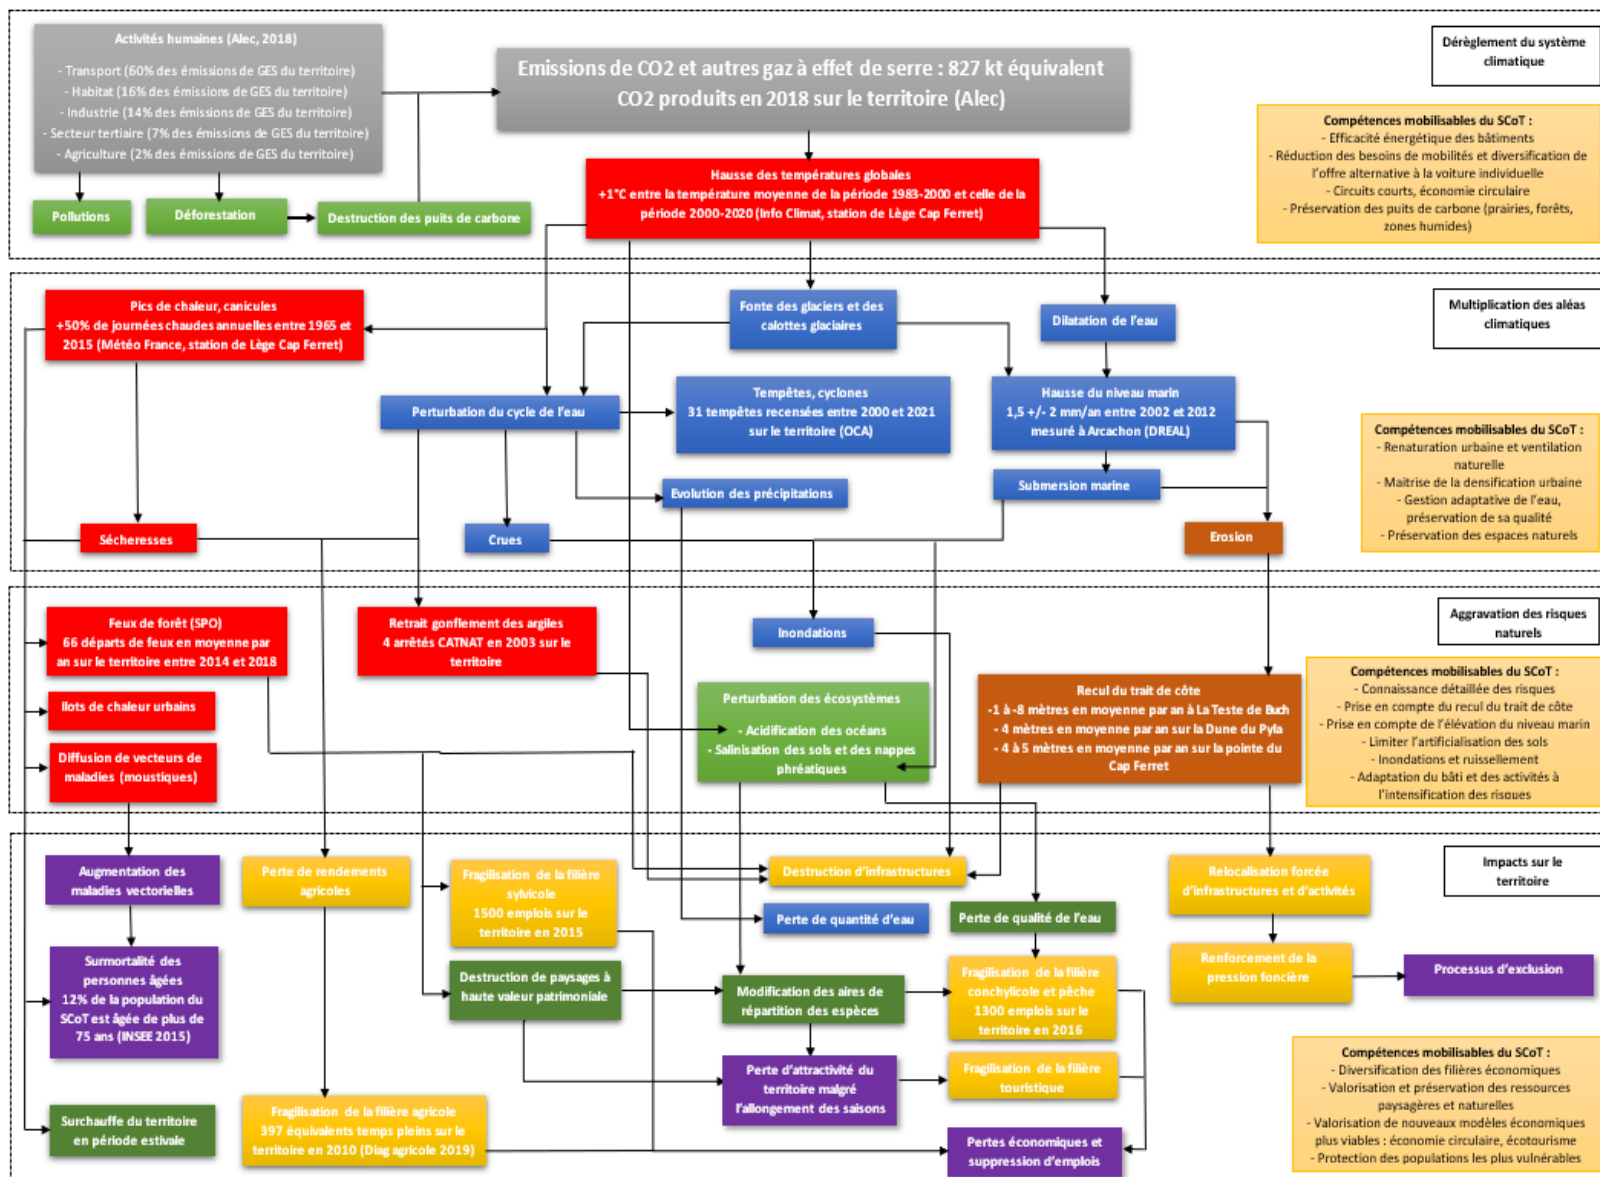 Activités humaines (Alec, 2018)
- Transport (60% des émissions de GES du territoire)
- Habitat (16% des émissions de GES du territoire)
- Industrie (14% des émissions de GES du territoire)
- Secteur tertiaire (7% des émissions de GES du territoire)
- Agriculture (2% des émissions de GES du territoire)
Emissions de CO2 et autres gaz à effet de serre : 827 kt équivalent
CO2 produits en 2018 sur le territoire (Alec)
Dérèglement du système
climatique
Compétences mobilisables du SCoT :
- Efficacité énergétique des bâtiments
- Réduction des besoins de mobilités et diversification de
l'offre alternative à la voiture individuelle
- Circuits courts, économie circulaire
- Préservation des puits de carbone (prairies, forêts,
zones humides)
Pollutions
Déforestation
Destruction des puits de carbone
Hausse des températures globales
+1°C entre la température moyenne de la période 1983-2000 et celle de la
période 2000-2020 (Info Climat, station de Lège Cap Ferret)
Pics de chaleur, canicules
+50% de journées chaudes annuelles entre 1965 et
2015 (Météo France, station de Lège Cap Ferret)
Fonte des glaciers et des
calottes glaciaires
Dilatation de l'eau
Multiplication des aléas
climatiques
Perturbation du cycle de l'eau
Tempêtes, cyclones
31 tempêtes recensées entre 2000 et 2021
sur le territoire (OCA)
Hausse du niveau marin
1,5 +/- 2 mm/an entre 2002 et 2012
mesuré à Arcachon (DREAL)
Compétences mobilisables du SCoT :
- Renaturation urbaine et ventilation
naturelle
- Maitrise de la densification urbaine
- Gestion adaptative de l'eau,
préservation de sa qualité
- Préservation des espaces naturels
Evolution des précipitations
Submersion marine
Sécheresses
Crues
Erosion
Feux de forêt (SPO)
66 départs de feux en moyenne par
an sur le territoire entre 2014 et 2018
Retrait gonflement des argiles
4 arrêtés CATNAT en 2003 sur le
territoire
Inondations
Aggravation des risques
naturels
Ilots de chaleur urbains
Diffusion de vecteurs de
maladies (moustiques)
Perturbation des écosystèmes
- Acidification des océans
- Salinisation des sols et des nappes
phréatiques
Recul du trait de côte
-1 à -8 mètres en moyenne par an à La Teste de Buch
- 4 mètres en moyenne par an sur la Dune du Pyla
- 4 à 5 mètres en moyenne par an sur la pointe du
Cap Ferret
Compétences mobilisables du SCoT :
- Connaissance détaillée des risques
- Prise en compte du recul du trait de côte
- Prise en compte de l'élévation du niveau marin
- Limiter l'artificialisation des sols
- Inondations et ruissellement
- Adaptation du bâti et des activités à
l'intensification des risques
Augmentation des
maladies vectorielles
Perte de rendements
agricoles
Fragilisation de la filière
sylvicole
1500 emplois sur le
territoire en 2015
Destruction d'infrastructures
Relocalisation forcée
d'infrastructures et d'activités
Impacts sur le
territoire
Perte de quantité d'eau
Perte de qualité de l'eau
Surmortalité des
personnes âgées
12% de la population du
SCoT est âgée de plus de
75 ans (INSEE 2015)
Destruction de paysages à
haute valeur patrimoniale
Modification des aires de
répartition des espèces
Fragilisation de la filière
conchylicole et pêche
1300 emplois sur le
territoire en 2016
Renforcement de la
pression foncière
Processus d'exclusion
Perte d'attractivité du
territoire malgré
l'allongement des saisons
Fragilisation de la filière
touristique
Compétences mobilisables du SCoT :
- Diversification des filières économiques
- Valorisation et préservation des ressources
paysagères et naturelles
- Valorisation de nouveaux modèles économiques
plus viables : économie circulaire, écotourisme
- Protection des populations les plus vulnérables
Surchauffe du territoire
en période estivale
Fragilisation de la filière agricole
397 équivalents temps pleins sur le
territoire en 2010 (Diag agricole 2019)
Pertes économiques et
suppression d'emplois